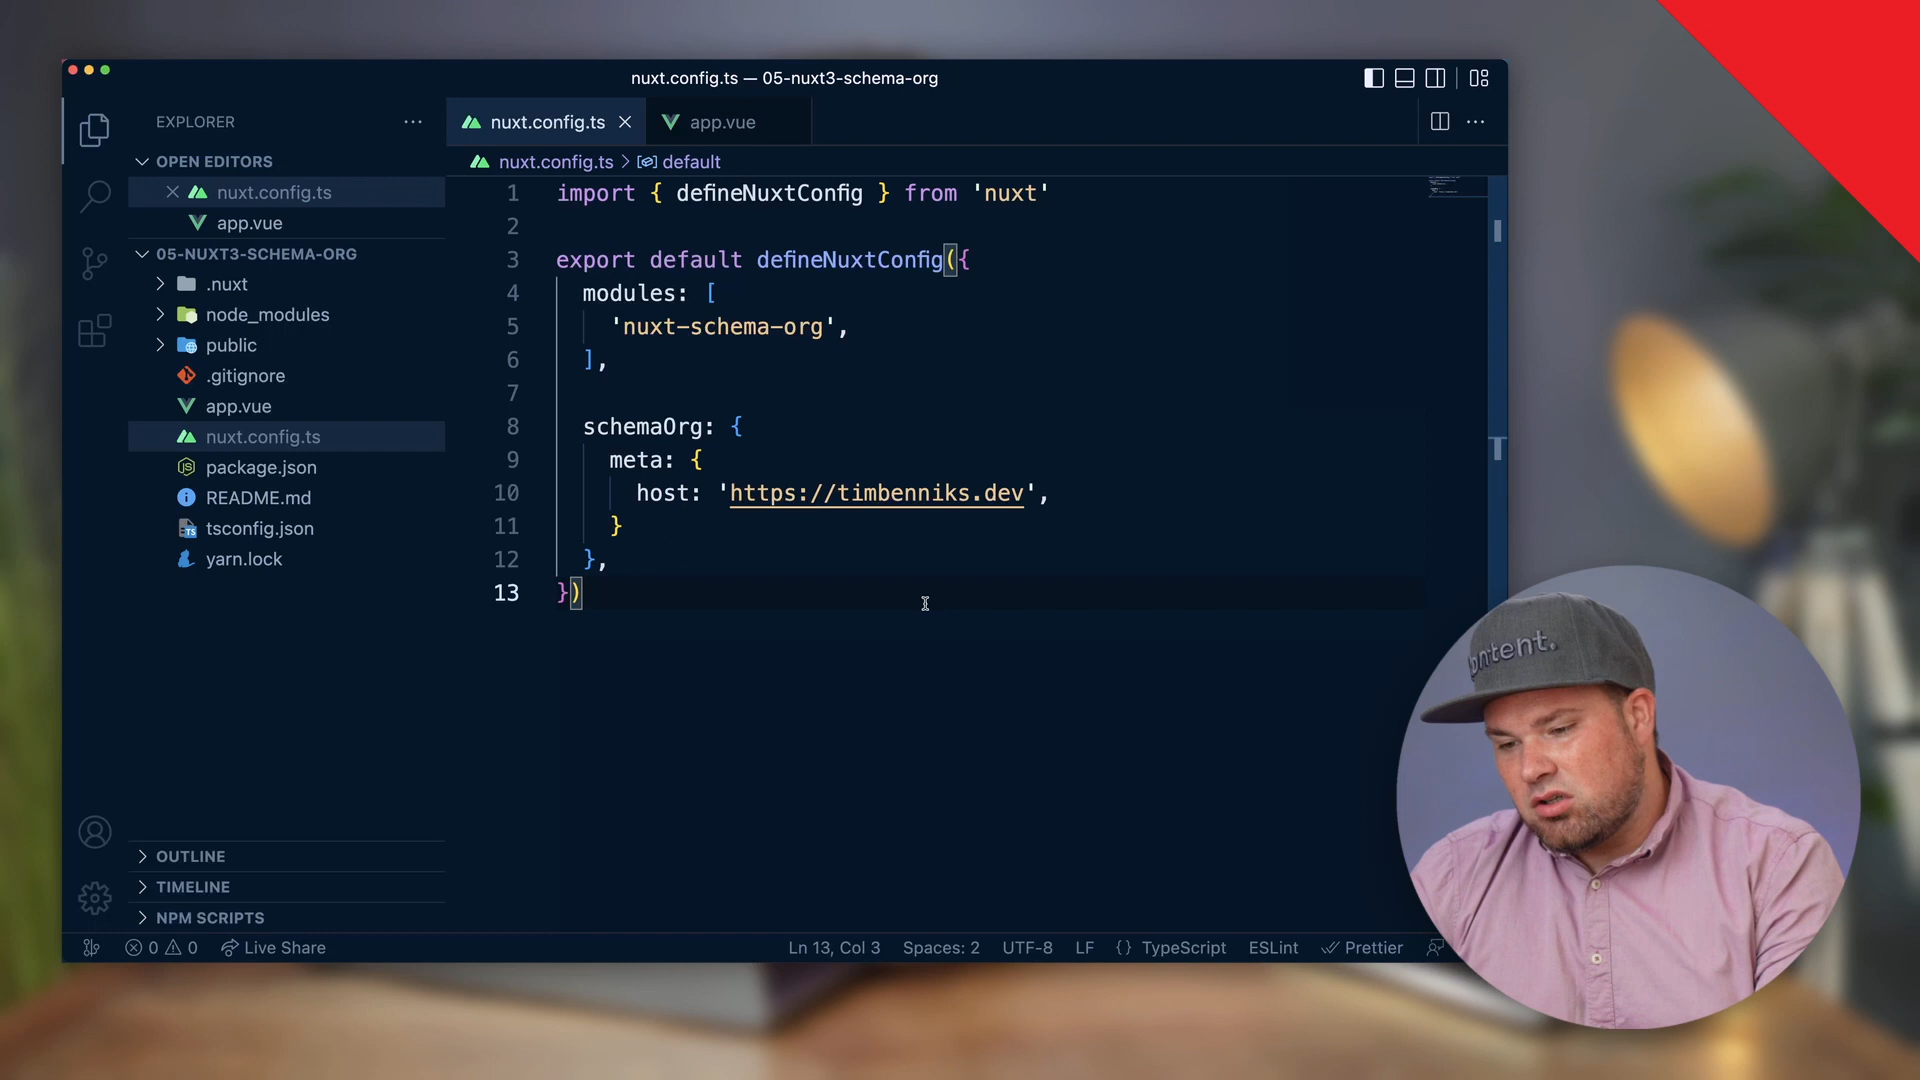 nuxt.config.ts — 05-nuxt3-schema-org
EXPLORER
OPEN EDITORS
nuxt.config.ts
app.vue
05-NUXT3-SCHEMA-ORG
.nuxt
node_modules
public
.gitignore
app.vue
nuxt.config.ts
package.json
README.md
tsconfig.json
yarn.lock
OUTLINE
TIMELINE
NPM SCRIPTS
nuxt.config.ts
app.vue
nuxt.config.ts > default
1 import { defineNuxtConfig } from 'nuxt'
2
3 export default defineNuxtConfig({
4 modules: [
5 'nuxt-schema-org',
6 ],
7
8 schemaOrg: {
9 meta: {
10 host: 'https://timbenniks.dev',
11 }
12 },
13 })
0 0 Live Share
Ln 13, Col 3 Spaces: 2 UTF-8 LF {} TypeScript ESLint Prettier
ontent.